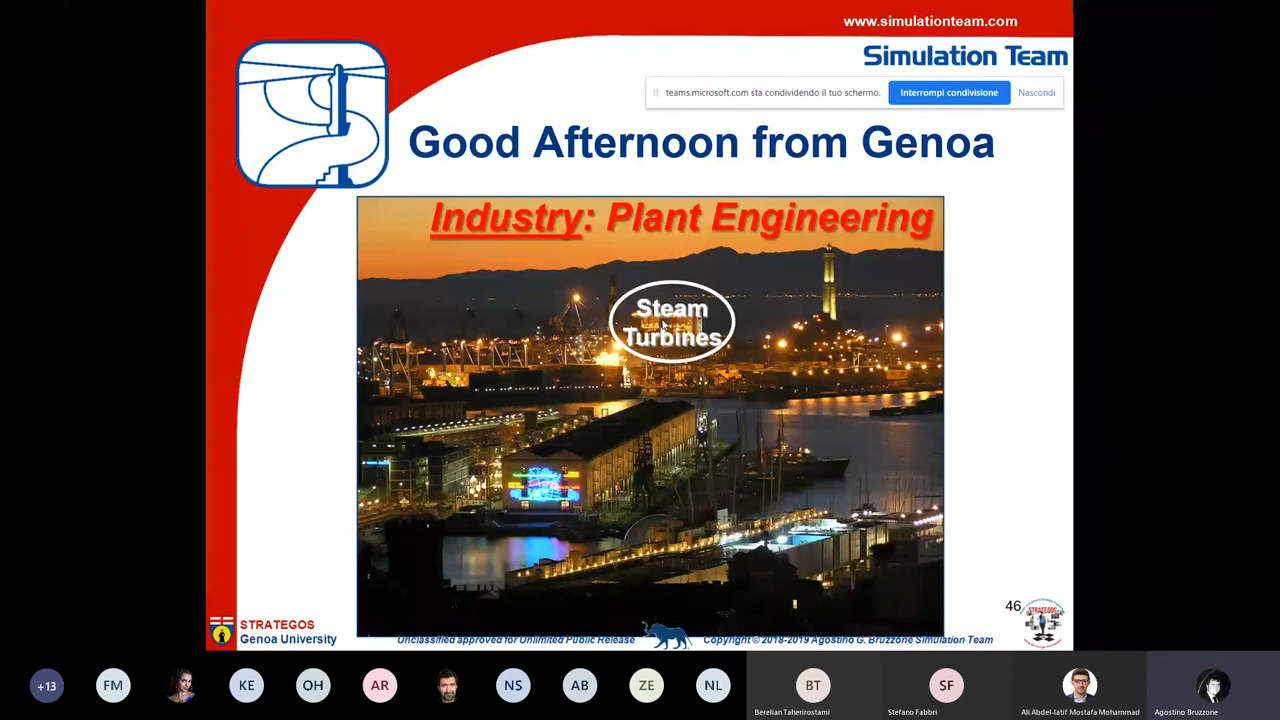 www.simulationteam.com
Simulation Team
teams.microsoft.com sta condividendo il tuo schermo.
Interrompi condivisione
Nascondi
Good Afternoon from Genoa
Industry: Plant Engineering
Steam
Turbines
46
STRATEGOS
STRATEGOS
Genoa University
Unclassified approved for Unlimited Public Release
Copyright © 2018-2019 Agostino G. Bruzzone Simulation Team
+13
FM
KE
OH
AR
NS
AB
ZE
NL
BT
SF
Berelian Taherirostami
Stefano Fabbri
Ali Abdel-latif Mostafa Mohammad
Agostino Bruzzone